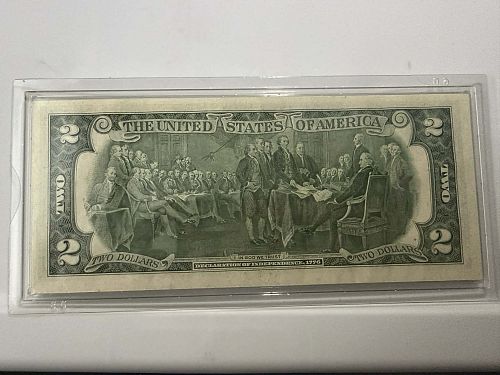 2 THE UNITED STATES OF AMERICA 2
TWO TWO
2 TWO DOLLARS IN GOD WE TRUST TWO DOLLARS 2
DECLARATION OF INDEPENDENCE, 1776